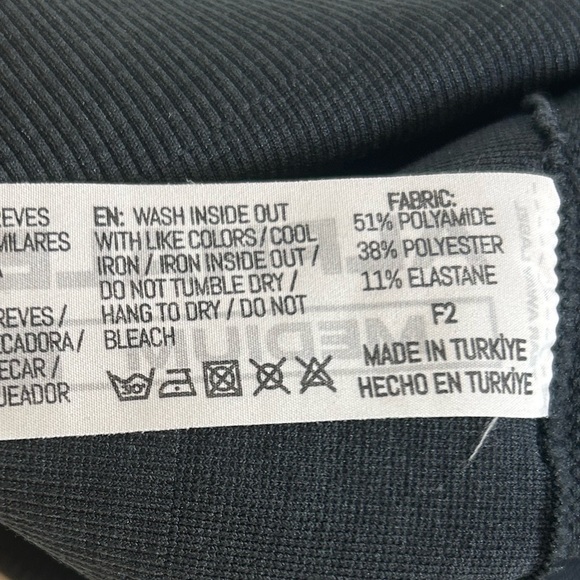 REVES
MILARES
A
REVES /
CADORA/
ECAR /
UEADOR
EN: WASH INSIDE OUT
WITH LIKE COLORS / COOL
IRON / IRON INSIDE OUT /
DO NOT TUMBLE DRY /
HANG TO DRY / DO NOT
BLEACH
FABRIC:
51% POLYAMIDE
38% POLYESTER
11% ELASTANE
F2
MADE IN TURKİYE
HECHO EN TURKİYE
MEDIUM